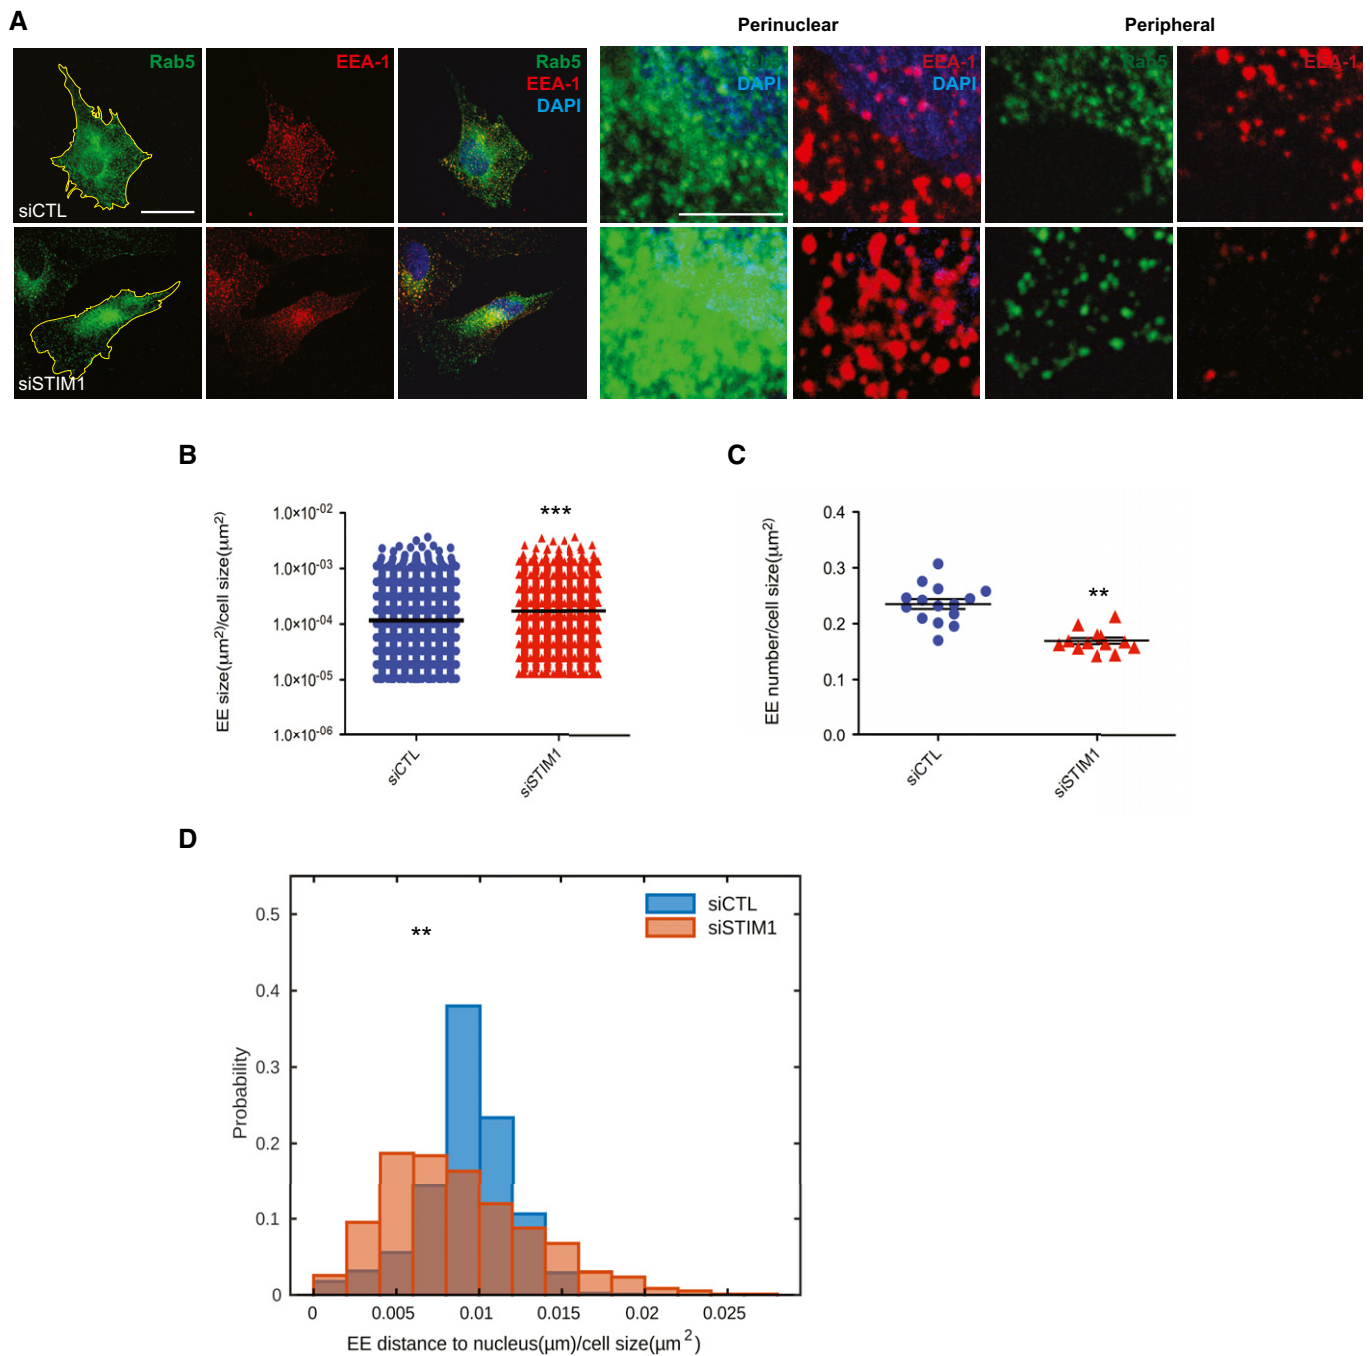 A
Perinuclear
Peripheral
Rab5
EEA-1
Rab5
EEA-1
DAPI
Rab5
DAPI
EEA-1
DAPI
Rab5
EEA-1
siCTL
siSTIM1
B
EE size(µm²)/cell size(µm²)
1.0×10⁻⁰²
1.0×10⁻⁰³
1.0×10⁻⁰⁴
1.0×10⁻⁰⁵
1.0×10⁻⁰⁶
***
siCTL
siSTIM1
C
EE number/cell size(µm²)
0.4
0.3
0.2
0.1
0.0
**
siCTL
siSTIM1
D
Probability
0.5
0.4
0.3
0.2
0.1
0
**
siCTL
siSTIM1
0 0.005 0.01 0.015 0.02 0.025
EE distance to nucleus(µm)/cell size(µm²)